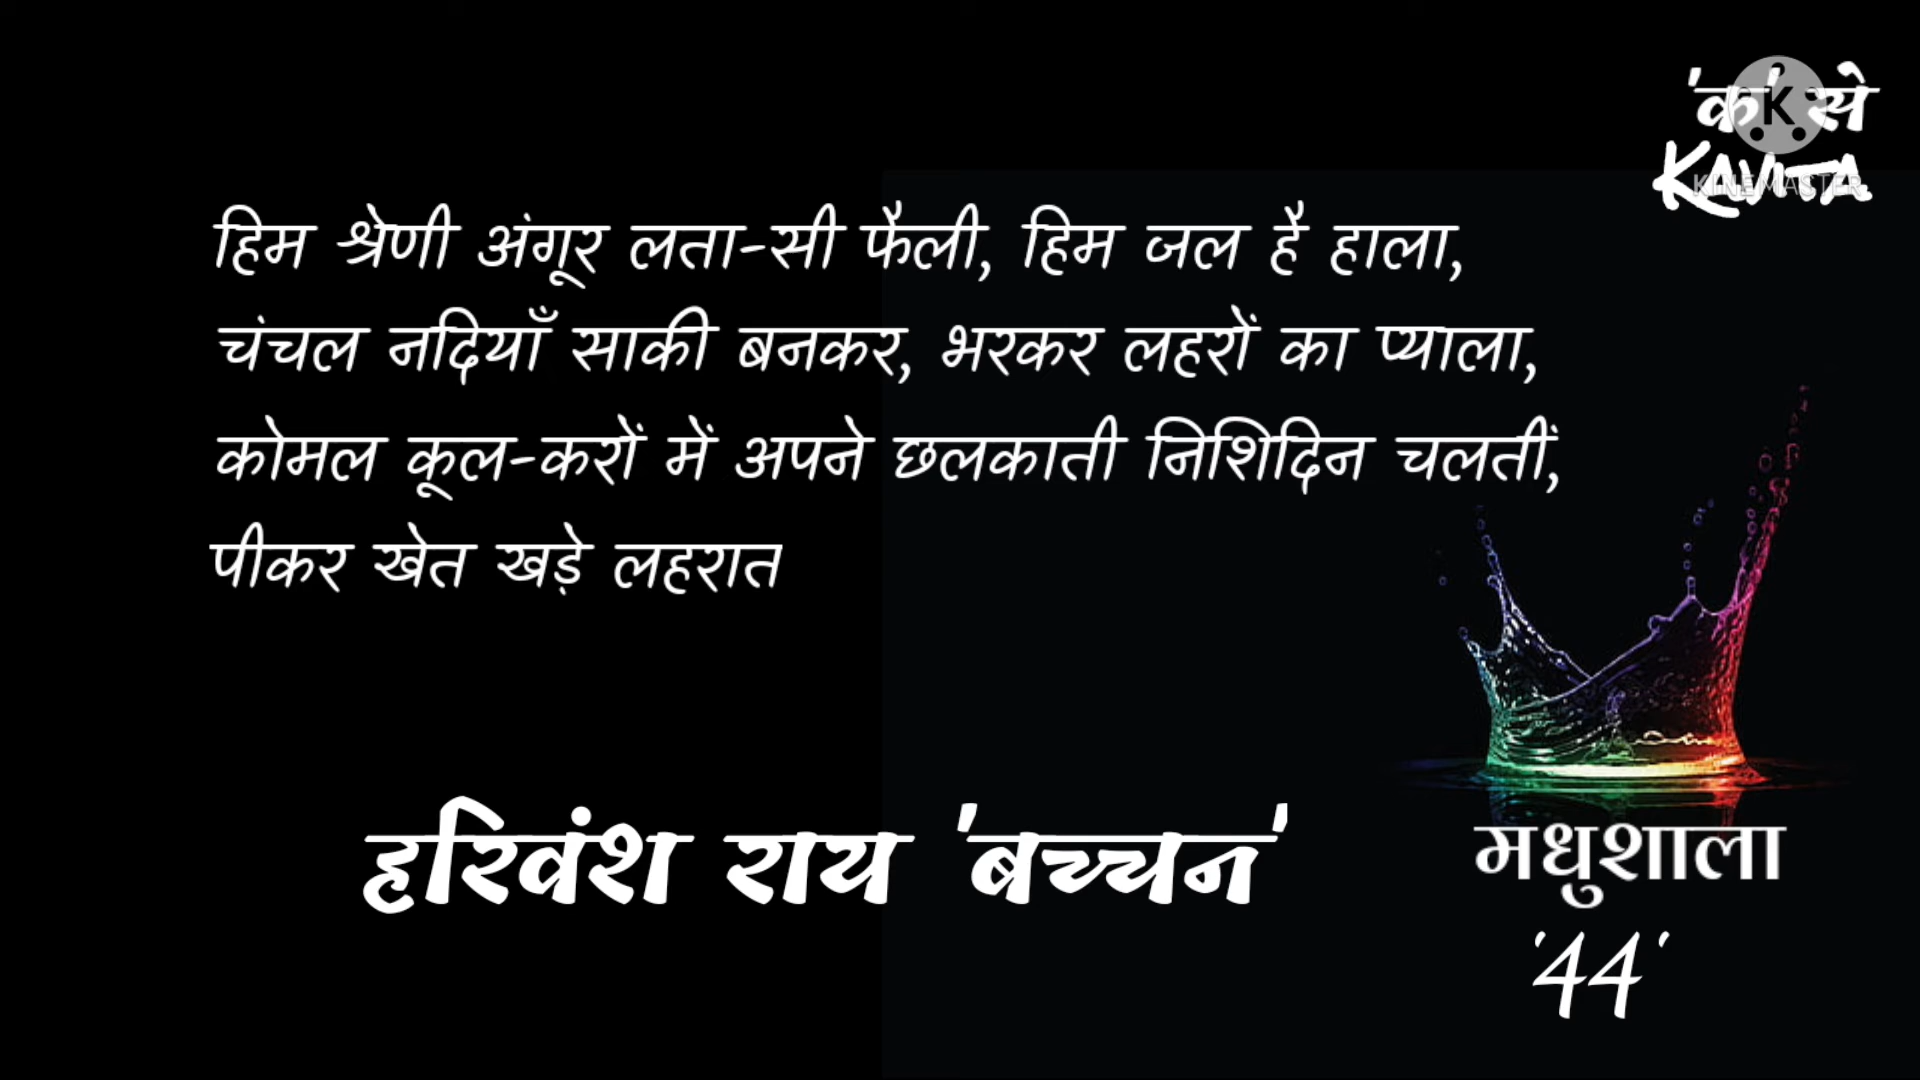 'क' से
KAVITA
KINEMASTER
हिम श्रेणी अंगूर लता-सी फैली, हिम जल है हाला,
चंचल नदियाँ साकी बनकर, भरकर लहरों का प्याला,
कोमल कूल-करों में अपने छलकाती निशिदिन चलतीं,
पीकर खेत खड़े लहरात
हरिवंश राय 'बच्चन'
मधुशाला
'44'